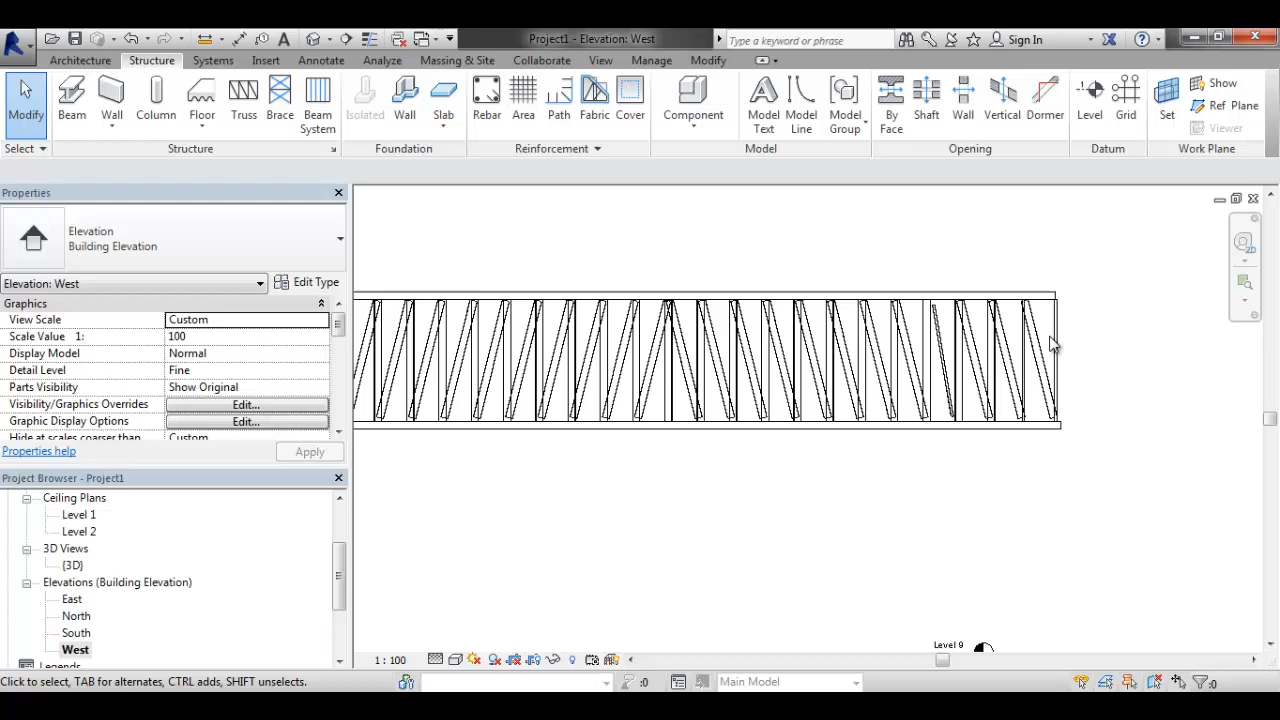 Project1 - Elevation: West
Type a keyword or phrase
Sign In
Architecture Structure Systems Insert Annotate Analyze Massing & Site Collaborate View Manage Modify
Modify Beam Wall Column Floor Truss Brace Beam System Isolated Wall Slab Rebar Area Path Fabric Cover Component Model Text Model Line Model Group By Face Shaft Wall Vertical Dormer Level Grid Set Show Ref Plane Viewer
Select Structure Foundation Reinforcement Model Opening Datum Work Plane
Properties
Elevation
Building Elevation
Elevation: West Edit Type
Graphics
View Scale Custom
Scale Value 1: 100
Display Model Normal
Detail Level Fine
Parts Visibility Show Original
Visibility/Graphics Overrides Edit...
Graphic Display Options Edit...
Hide at scales coarser than Custom
Properties help Apply
Project Browser - Project1
Ceiling Plans
Level 1
Level 2
3D Views
{3D}
Elevations (Building Elevation)
East
North
South
West
Legends
Level 9
1 : 100
Click to select, TAB for alternates, CTRL adds, SHIFT unselects. :0 Main Model :0